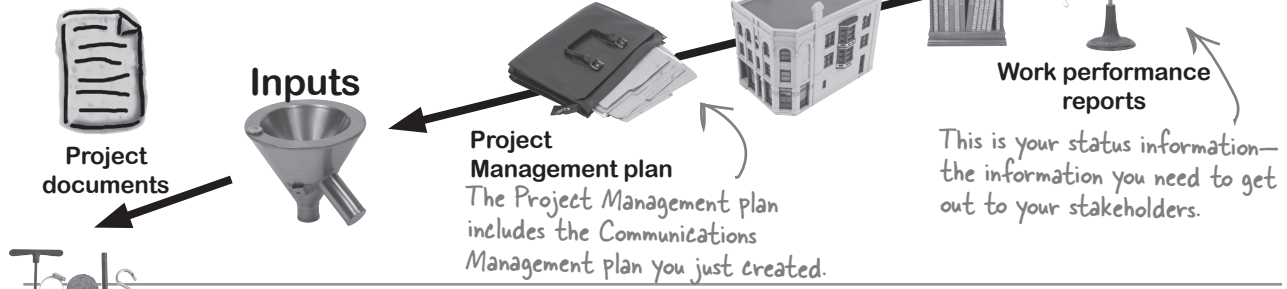 Inputs
Project
documents
Project
Management plan
The Project Management plan
includes the Communications
Management plan you just created.
Work performance
reports
This is your status information—
the information you need to get
out to your stakeholders.